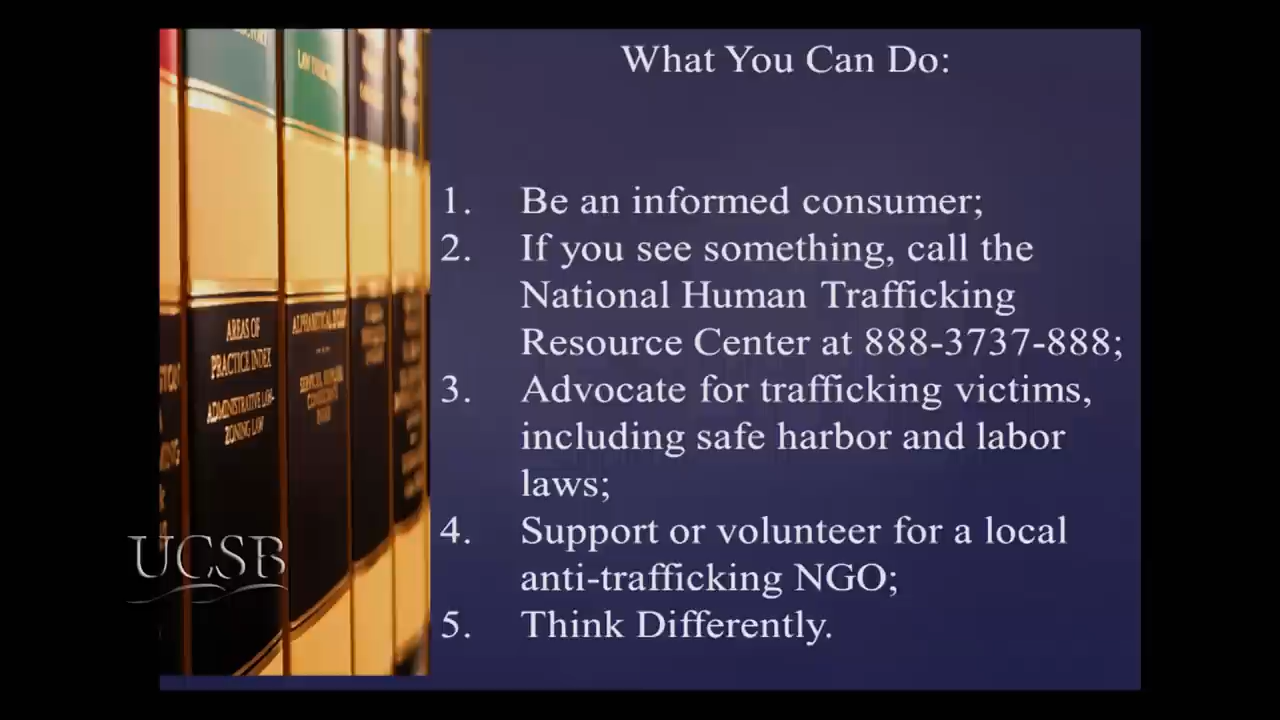 What You Can Do:
1. Be an informed consumer;
2. If you see something, call the
National Human Trafficking
Resource Center at 888-3737-888;
3. Advocate for trafficking victims,
including safe harbor and labor
laws;
4. Support or volunteer for a local
anti-trafficking NGO;
5. Think Differently.
LAW
AREAS OF
PRACTICE INDEX
ADMINISTRATIVE LAW-
ZONING LAW
UCSB